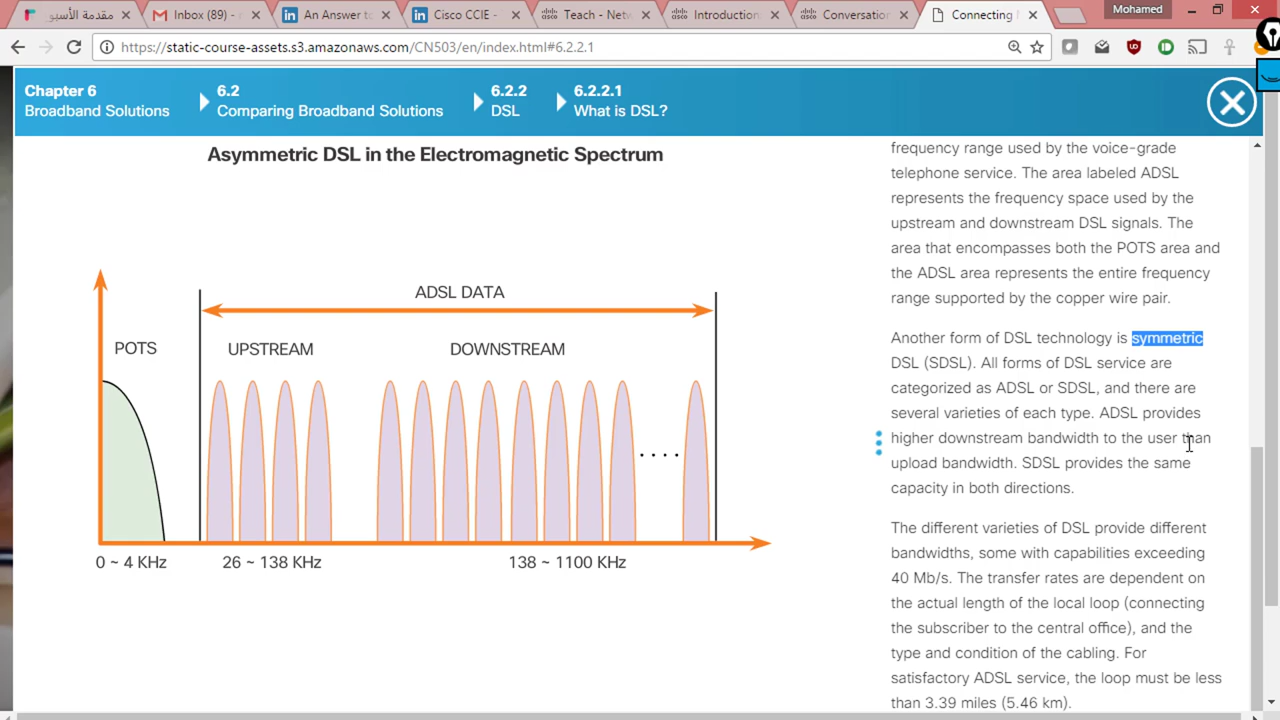 مقدمة الأسبو
Inbox (89) - m
An Answer to
Cisco CCIE -
Teach - Netw
Introduction
Conversation
Connecting
Mohamed
https://static-course-assets.s3.amazonaws.com/CN503/en/index.html#6.2.2.1
Chapter 6
Broadband Solutions
6.2
Comparing Broadband Solutions
6.2.2
DSL
6.2.2.1
What is DSL?
Asymmetric DSL in the Electromagnetic Spectrum
ADSL DATA
POTS
UPSTREAM
DOWNSTREAM
0 ~ 4 KHz
26 ~ 138 KHz
138 ~ 1100 KHz
frequency range used by the voice-grade
telephone service. The area labeled ADSL
represents the frequency space used by the
upstream and downstream DSL signals. The
area that encompasses both the POTS area and
the ADSL area represents the entire frequency
range supported by the copper wire pair.
Another form of DSL technology is symmetric
DSL (SDSL). All forms of DSL service are
categorized as ADSL or SDSL, and there are
several varieties of each type. ADSL provides
higher downstream bandwidth to the user than
upload bandwidth. SDSL provides the same
capacity in both directions.
The different varieties of DSL provide different
bandwidths, some with capabilities exceeding
40 Mb/s. The transfer rates are dependent on
the actual length of the local loop (connecting
the subscriber to the central office), and the
type and condition of the cabling. For
satisfactory ADSL service, the loop must be less
than 3.39 miles (5.46 km).